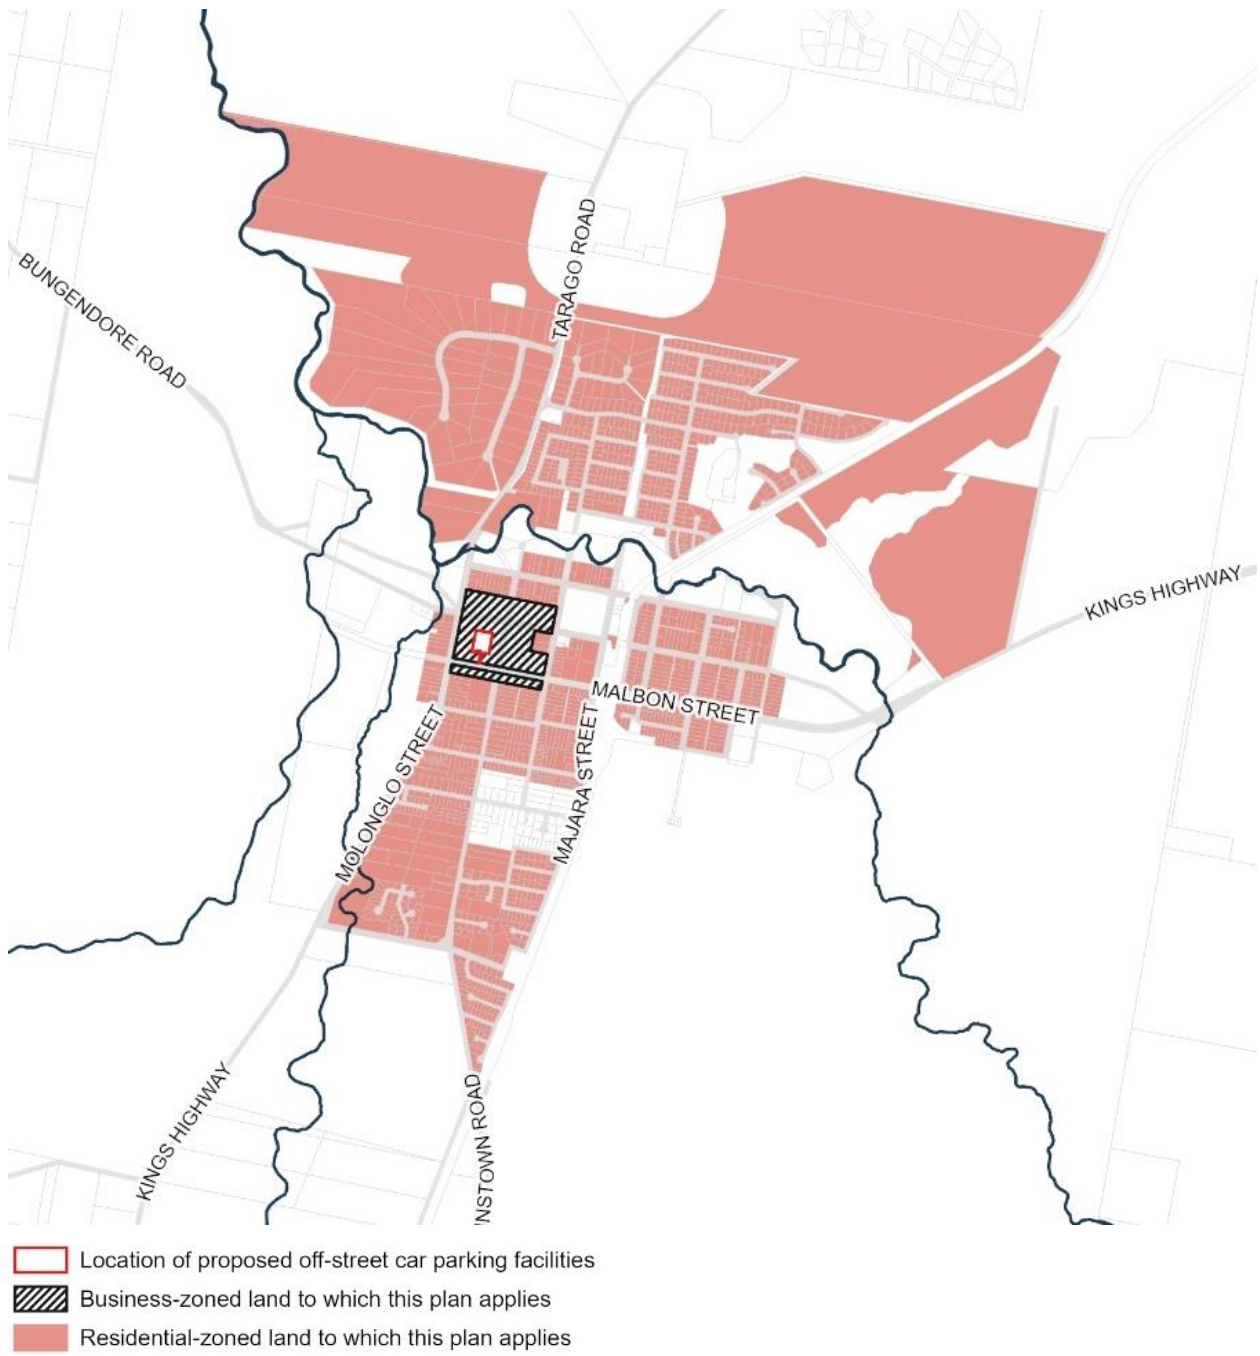 TARAGO ROAD
BUNGENDORE ROAD
KINGS HIGHWAY
MALBON STREET
MOLONGLO STREET
MAJARA STREET
KINGS HIGHWAY
NSTOWN ROAD
Location of proposed off-street car parking facilities
Business-zoned land to which this plan applies
Residential-zoned land to which this plan applies